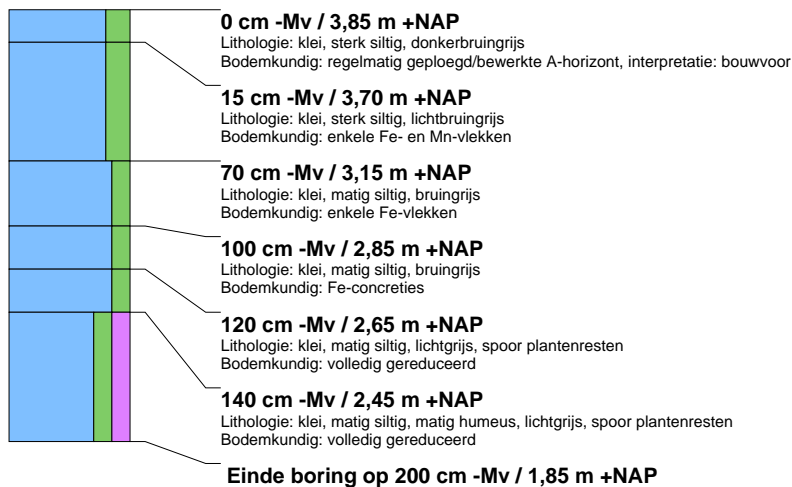 0 cm -Mv / 3,85 m +NAP
Lithologie: klei, sterk siltig, donkerbruingrijs
Bodemkundig: regelmatig geploegd/bewerkte A-horizont, interpretatie: bouwvoor
15 cm -Mv / 3,70 m +NAP
Lithologie: klei, sterk siltig, lichtbruingrijs
Bodemkundig: enkele Fe- en Mn-vlekken
70 cm -Mv / 3,15 m +NAP
Lithologie: klei, matig siltig, bruingrijs
Bodemkundig: enkele Fe-vlekken
100 cm -Mv / 2,85 m +NAP
Lithologie: klei, matig siltig, bruingrijs
Bodemkundig: Fe-concreties
120 cm -Mv / 2,65 m +NAP
Lithologie: klei, matig siltig, lichtgrijs, spoor plantenresten
Bodemkundig: volledig gereduceerd
140 cm -Mv / 2,45 m +NAP
Lithologie: klei, matig siltig, matig humeus, lichtgrijs, spoor plantenresten
Bodemkundig: volledig gereduceerd
Einde boring op 200 cm -Mv / 1,85 m +NAP